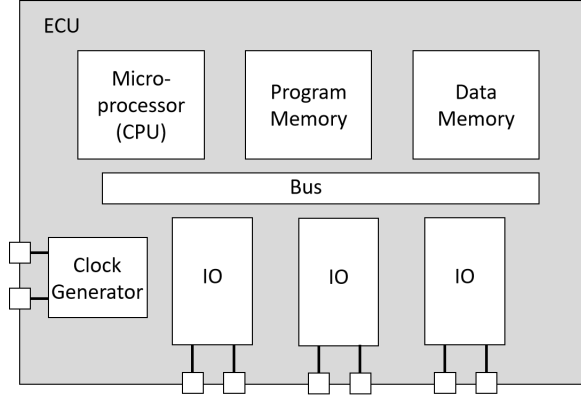 ECU
Micro-
processor
(CPU)
Program
Memory
Data
Memory
Bus
Clock
Generator
IO
IO
IO